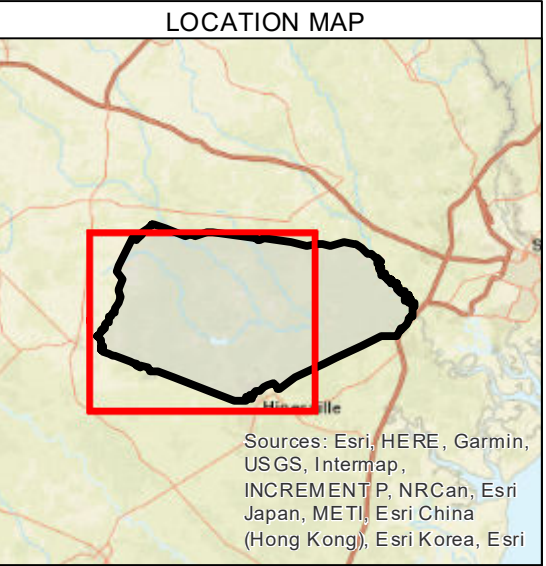 LOCATION MAP
S
Hinesville
Sources: Esri, HERE, Garmin,
USGS, Intermap,
INCREMENT P, NRCan, Esri
Japan, METI, Esri China
(Hong Kong), Esri Korea, Esri